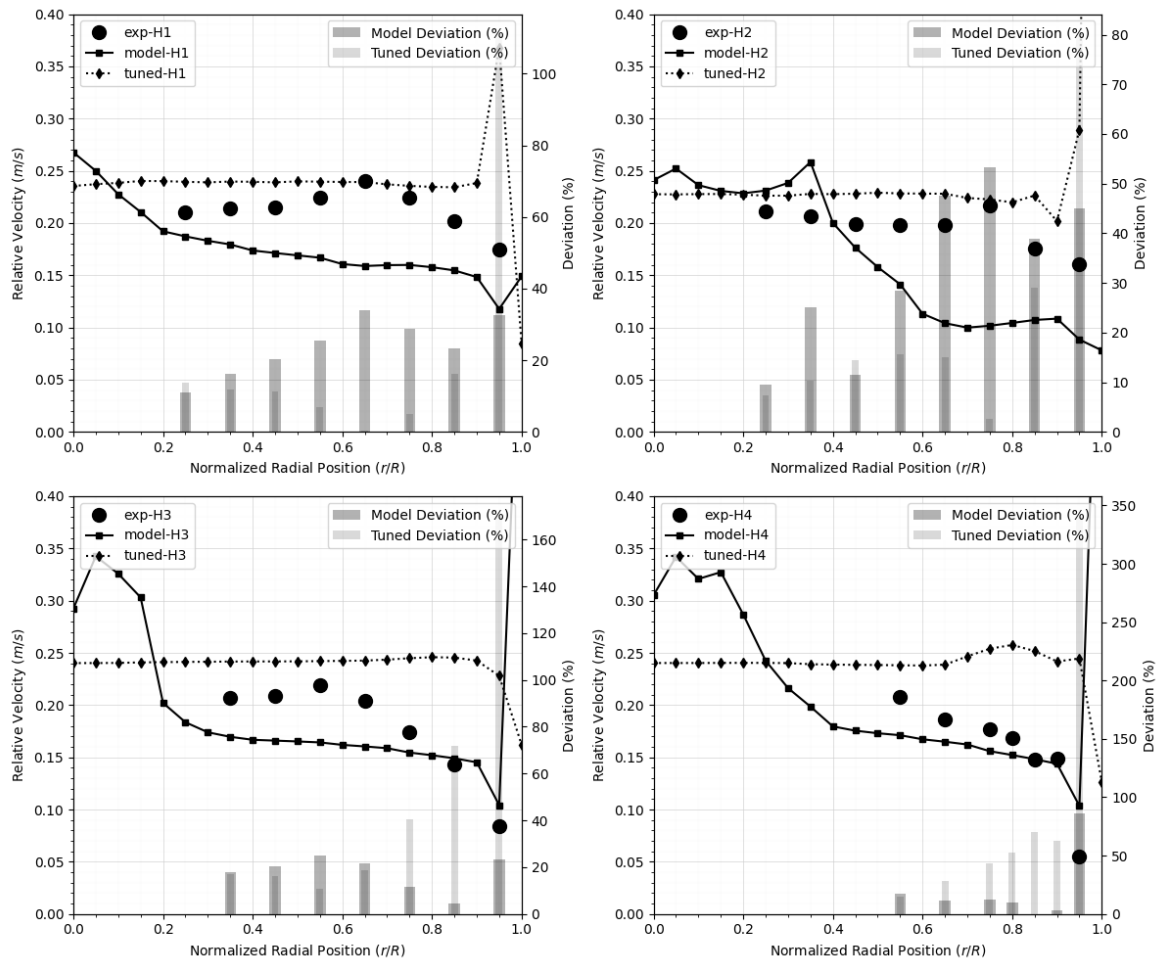 exp-H1
model-H1
tuned-H1
Model Deviation (%)
Tuned Deviation (%)
0.40
0.35
0.30
0.25
0.20
0.15
0.10
0.05
0.00
Relative Velocity (m/s)
100
80
60
40
20
0
Deviation (%)
0.0 0.2 0.4 0.6 0.8 1.0
Normalized Radial Position (r/R)
exp-H2
model-H2
tuned-H2
Model Deviation (%)
Tuned Deviation (%)
0.40
0.35
0.30
0.25
0.20
0.15
0.10
0.05
0.00
Relative Velocity (m/s)
80
70
60
50
40
30
20
10
0
Deviation (%)
0.0 0.2 0.4 0.6 0.8 1.0
Normalized Radial Position (r/R)
exp-H3
model-H3
tuned-H3
Model Deviation (%)
Tuned Deviation (%)
0.40
0.35
0.30
0.25
0.20
0.15
0.10
0.05
0.00
Relative Velocity (m/s)
160
140
120
100
80
60
40
20
0
Deviation (%)
0.0 0.2 0.4 0.6 0.8 1.0
Normalized Radial Position (r/R)
exp-H4
model-H4
tuned-H4
Model Deviation (%)
Tuned Deviation (%)
0.40
0.35
0.30
0.25
0.20
0.15
0.10
0.05
0.00
Relative Velocity (m/s)
350
300
250
200
150
100
50
0
Deviation (%)
0.0 0.2 0.4 0.6 0.8 1.0
Normalized Radial Position (r/R)